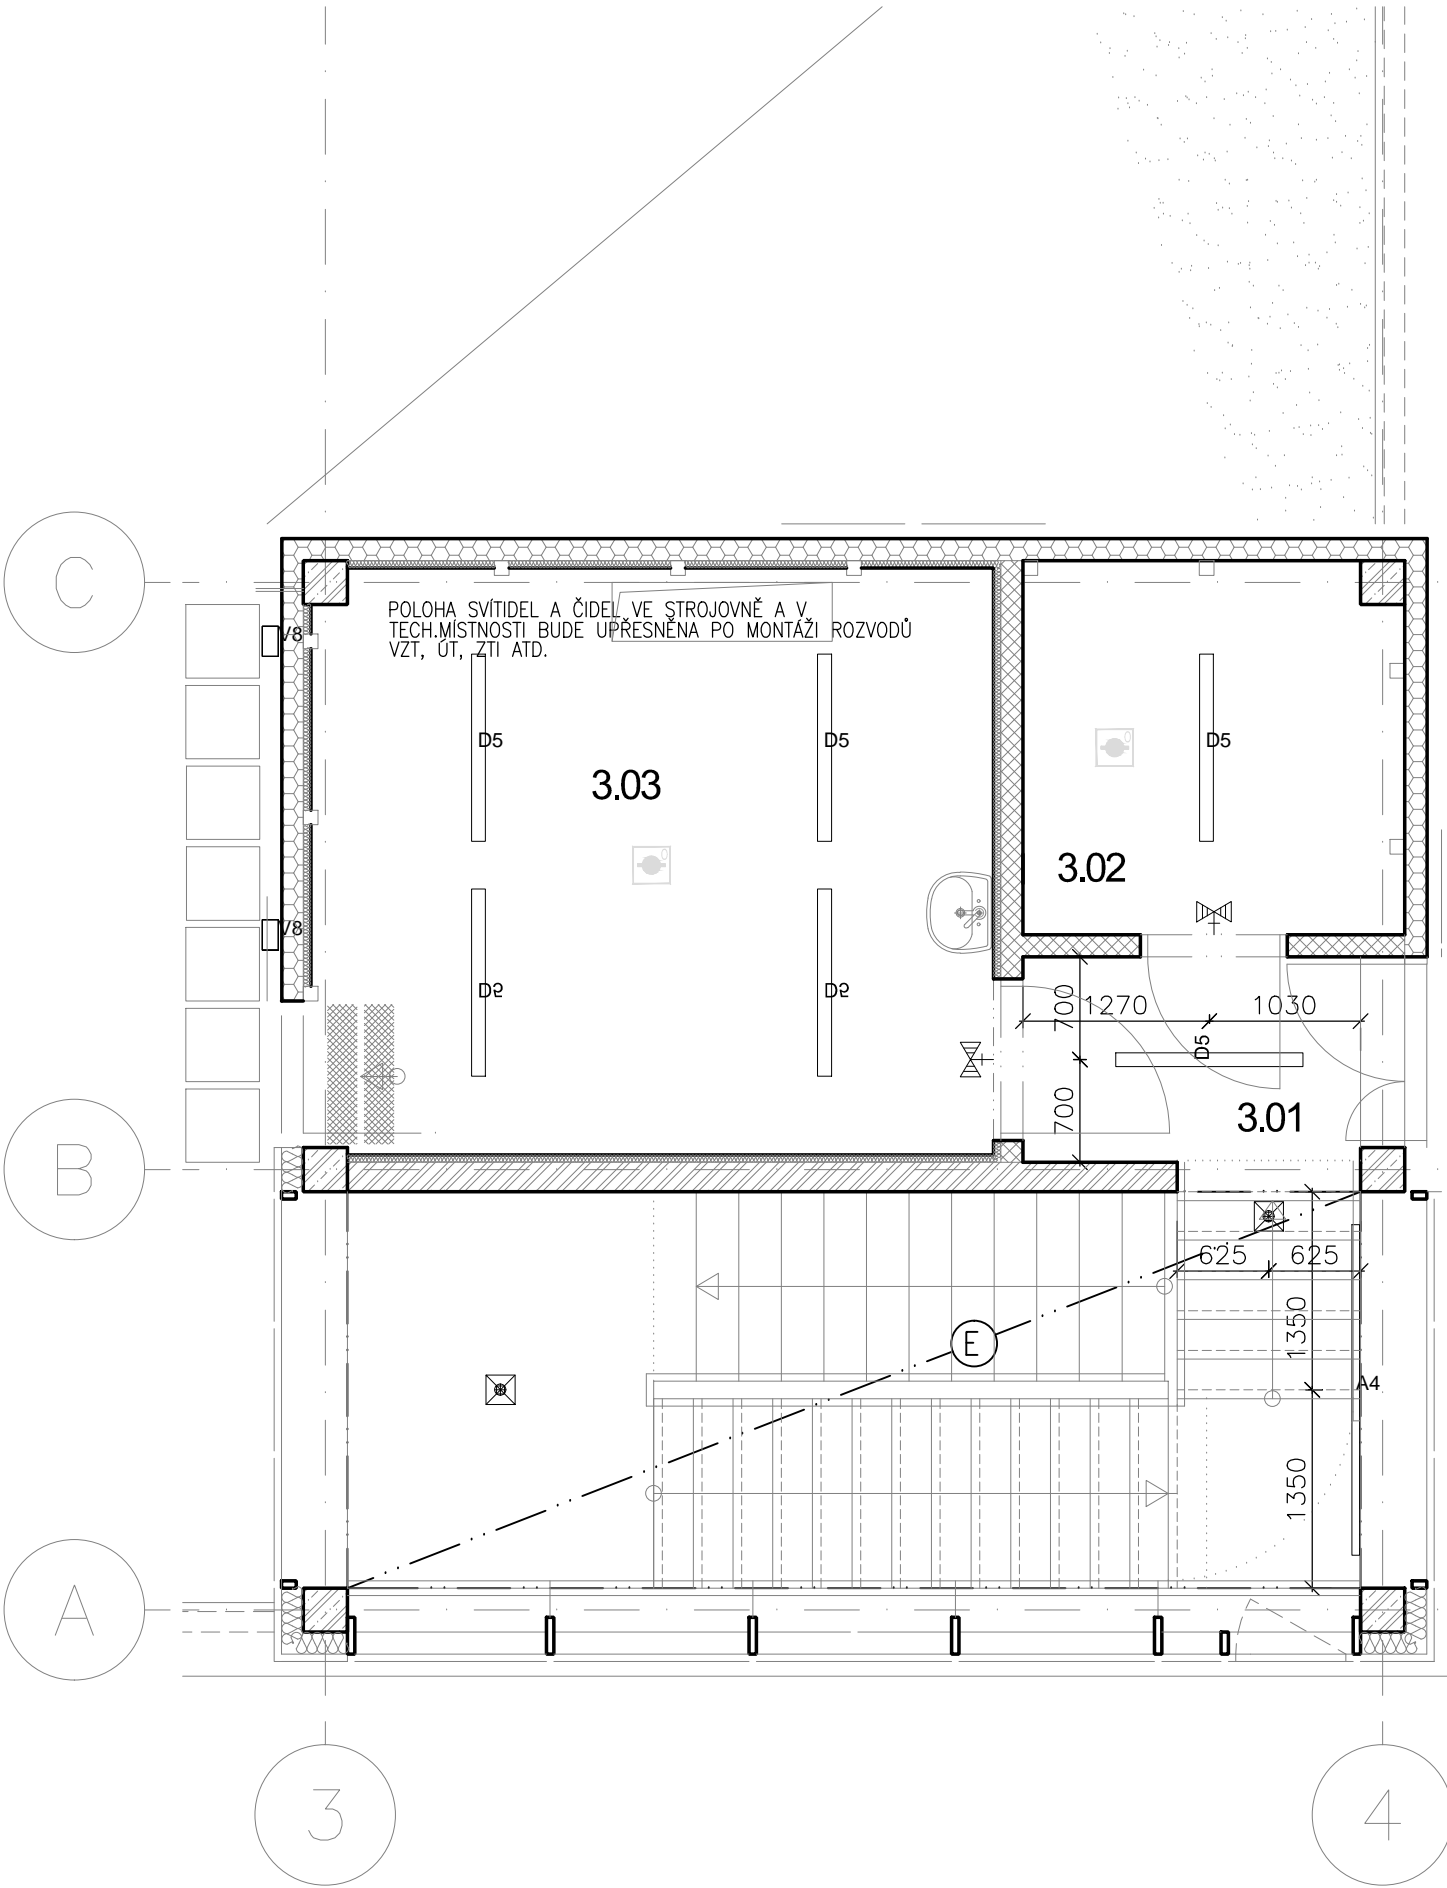 C
POLOHA SVÍTIDEL A ČIDEL VE STROJOVNĚ A V
TECH.MÍSTNOSTI BUDE UPŘESNĚNA PO MONTÁŽI ROZVODŮ
VZT, ÚT, ZTI ATD.
V8
D5
D5
D5
3.03
3.02
V8
D5
D5
700
1270
1030
D5
700
3.01
B
625
625
1350
E
A4
1350
A
3
4